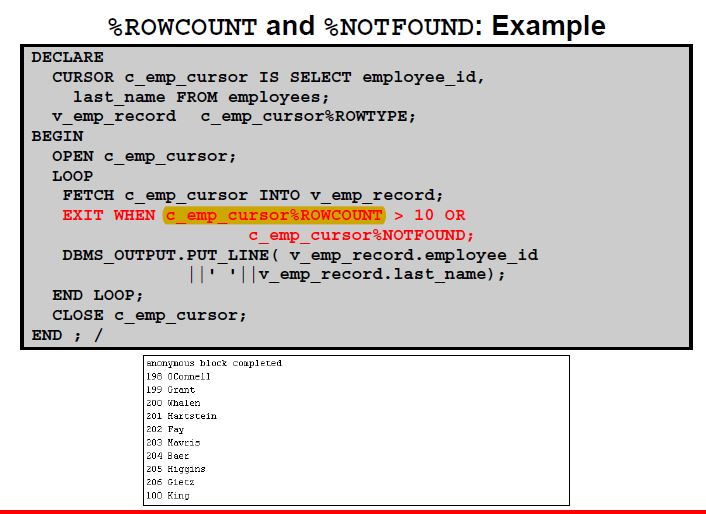 %ROWCOUNT and %NOTFOUND: Example
DECLARE
CURSOR c_emp_cursor IS SELECT employee_id,
last_name FROM employees;
v_emp_record c_emp_cursor%ROWTYPE;
BEGIN
OPEN c_emp_cursor;
LOOP
FETCH c_emp_cursor INTO v_emp_record;
EXIT WHEN c_emp_cursor%ROWCOUNT > 10 OR
c_emp_cursor%NOTFOUND;
DBMS_OUTPUT.PUT_LINE( v_emp_record.employee_id
||' '||v_emp_record.last_name);
END LOOP;
CLOSE c_emp_cursor;
END ; /
anonymous block completed
198 OConnell
199 Grant
200 Whalen
201 Hartstein
202 Fay
203 Mavris
204 Baer
205 Higgins
206 Gietz
100 King